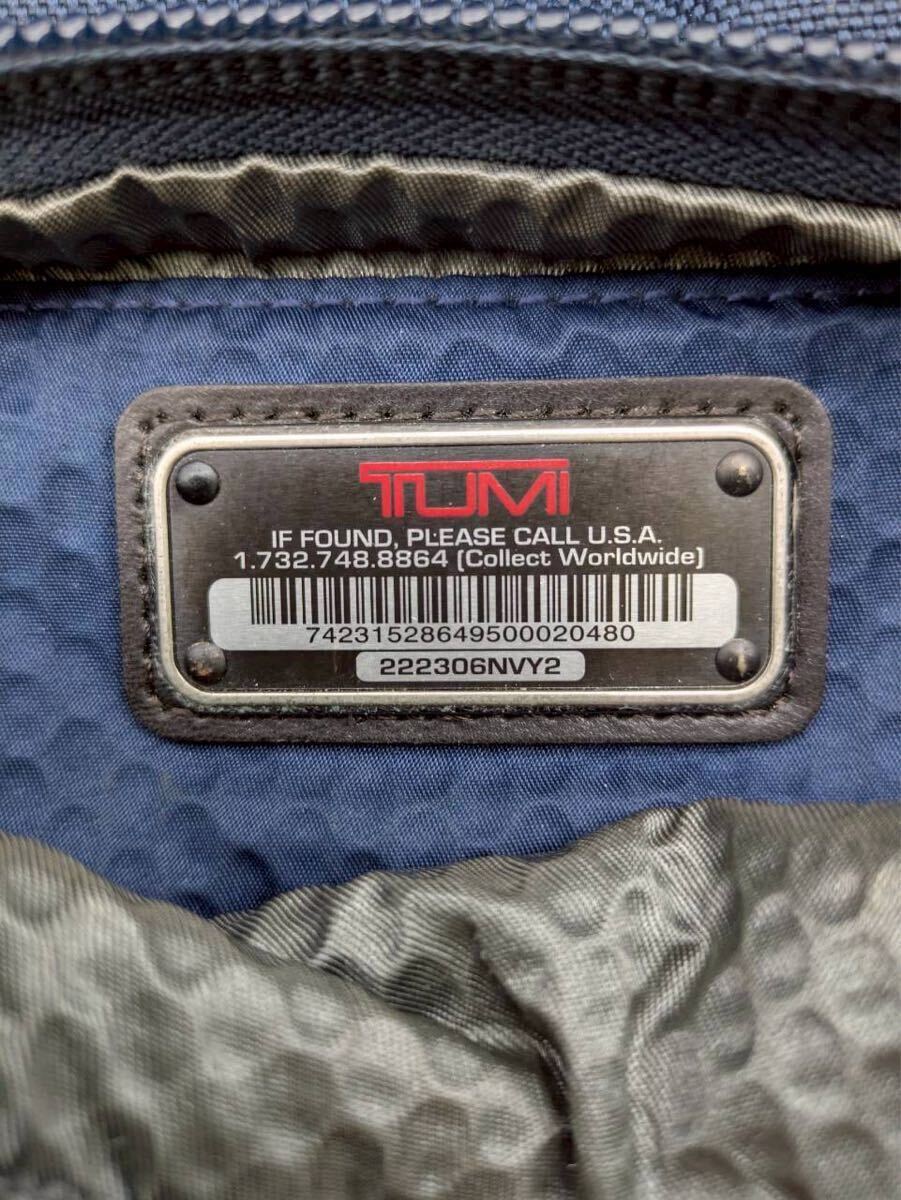 TUMI
IF FOUND, PLEASE CALL U.S.A.
1.732.748.8864 (Collect Worldwide)
74231528649500020480
222306NVY2